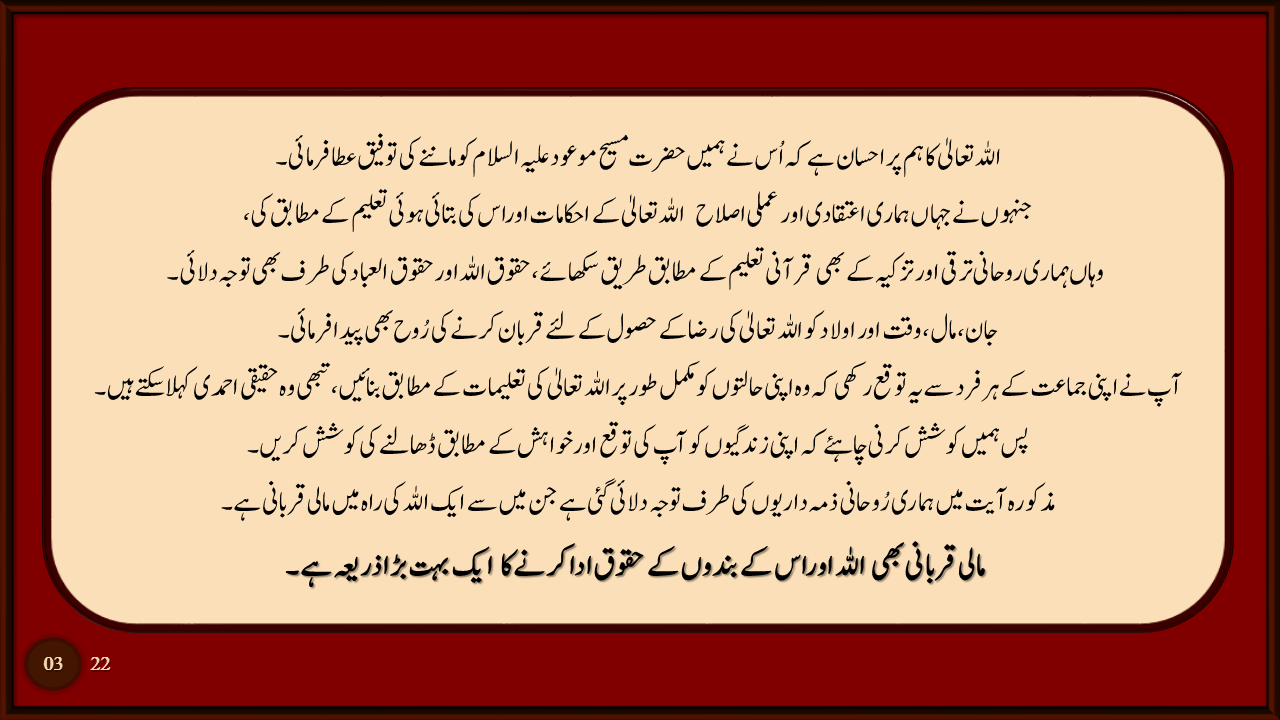 اللہ تعالیٰ کا ہم پر احسان ہے کہ اُس نے ہمیں حضرت مسیح موعود علیہ السلام کو ماننے کی توفیق عطا فرمائی۔
جنہوں نے جہاں ہماری اعتقادی اور عملی اصلاح اللہ تعالیٰ کے احکامات اور اس کی بتائی ہوئی تعلیم کے مطابق کی،
وہاں ہماری روحانی ترقی اور تزکیہ کے بھی قرآنی تعلیم کے مطابق طریق سکھائے، حقوق اللہ اور حقوق العباد کی طرف بھی توجہ دلائی۔
جان، مال، وقت اور اولاد کو اللہ تعالیٰ کی رضا کے حصول کے لئے قربان کرنے کی رُوح بھی پیدا فرمائی۔
آپ نے اپنی جماعت کے ہر فرد سے یہ توقع رکھی کہ وہ اپنی حالتوں کو مکمل طور پر اللہ تعالیٰ کی تعلیمات کے مطابق بنائیں، تبھی وہ حقیقی احمدی کہلا سکتے ہیں۔
پس ہمیں کوشش کرنی چاہئے کہ اپنی زندگیوں کو آپ کی توقع اور خواہش کے مطابق ڈھالنے کی کوشش کریں۔
مذکورہ آیت میں ہماری رُوحانی ذمہ داریوں کی طرف توجہ دلائی گئی ہے جن میں سے ایک اللہ کی راہ میں مالی قربانی ہے۔
مالی قربانی بھی اللہ اور اس کے بندوں کے حقوق ادا کرنے کا ایک بہت بڑا ذریعہ ہے۔
03 22